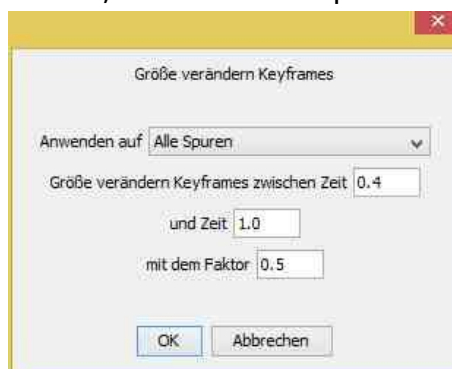 Größe verändern Keyframes
Anwenden auf Alle Spuren
Größe verändern Keyframes zwischen Zeit 0.4
und Zeit 1.0
mit dem Faktor 0.5
OK Abbrechen